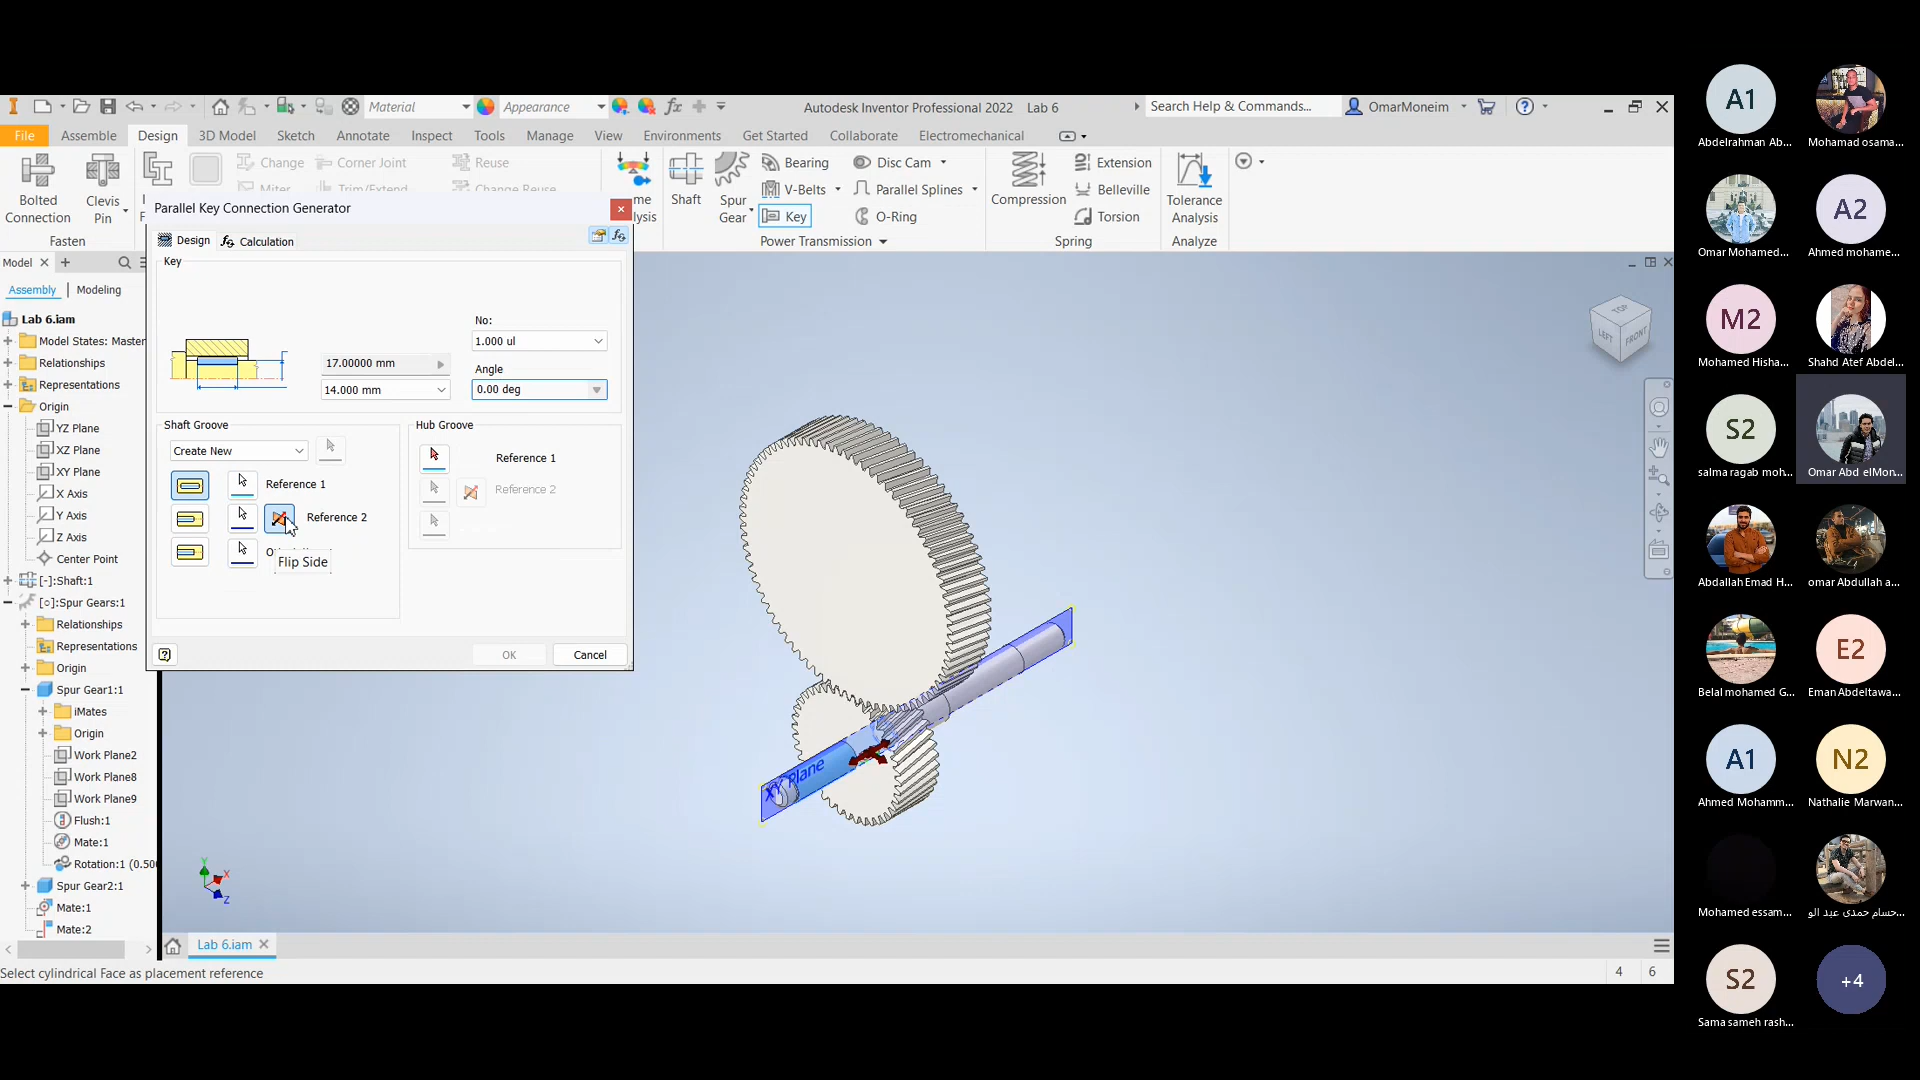 Material
Appearance
Autodesk Inventor Professional 2022 Lab 6
Search Help & Commands...
OmarMoneim
File
Assemble
Design
3D Model
Sketch
Annotate
Inspect
Tools
Manage
View
Environments
Get Started
Collaborate
Electromechanical
Bolted Connection
Clevis Pin
Change
Miter
Corner Joint
Trim/Extend
Reuse
Change Reuse
Shaft
Spur Gear
Bearing
V-Belts
Key
Disc Cam
Parallel Splines
O-Ring
Compression
Extension
Belleville
Torsion
Tolerance Analysis
Fasten
Power Transmission
Spring
Analyze
Parallel Key Connection Generator
Design
Calculation
Key
No:
1.000 ul
17.00000 mm
14.000 mm
Angle
0.00 deg
Shaft Groove
Create New
Reference 1
Reference 2
Flip Side
Hub Groove
Reference 1
Reference 2
OK
Cancel
Model
Assembly
Modeling
Lab 6.iam
Model States: Master
Relationships
Representations
Origin
YZ Plane
XZ Plane
XY Plane
X Axis
Y Axis
Z Axis
Center Point
[-]:Shaft:1
[○]:Spur Gears:1
Relationships
Representations
Origin
Spur Gear1:1
iMates
Origin
Work Plane2
Work Plane8
Work Plane9
Flush:1
Mate:1
Rotation:1 (0.50
Spur Gear2:1
Mate:1
Mate:2
XY Plane
TOP
LEFT
FRONT
Y
X
Z
Lab 6.iam
Select cylindrical Face as placement reference
4 6
A1
Abdelrahman Ab...
Mohamad osama...
Omar Mohamed...
A2
Ahmed mohame...
M2
Mohamed Hisha...
Shahd Atef Abdel...
S2
salma ragab moh...
Omar Abd elMon...
Abdallah Emad H...
omar Abdullah a...
Belal mohamed G...
E2
Eman Abdeltawa...
A1
Ahmed Mohamm...
N2
Nathalie Marwan...
Mohamed essam...
حسام حمدى عبد الو...
S2
Sama sameh rash...
+4